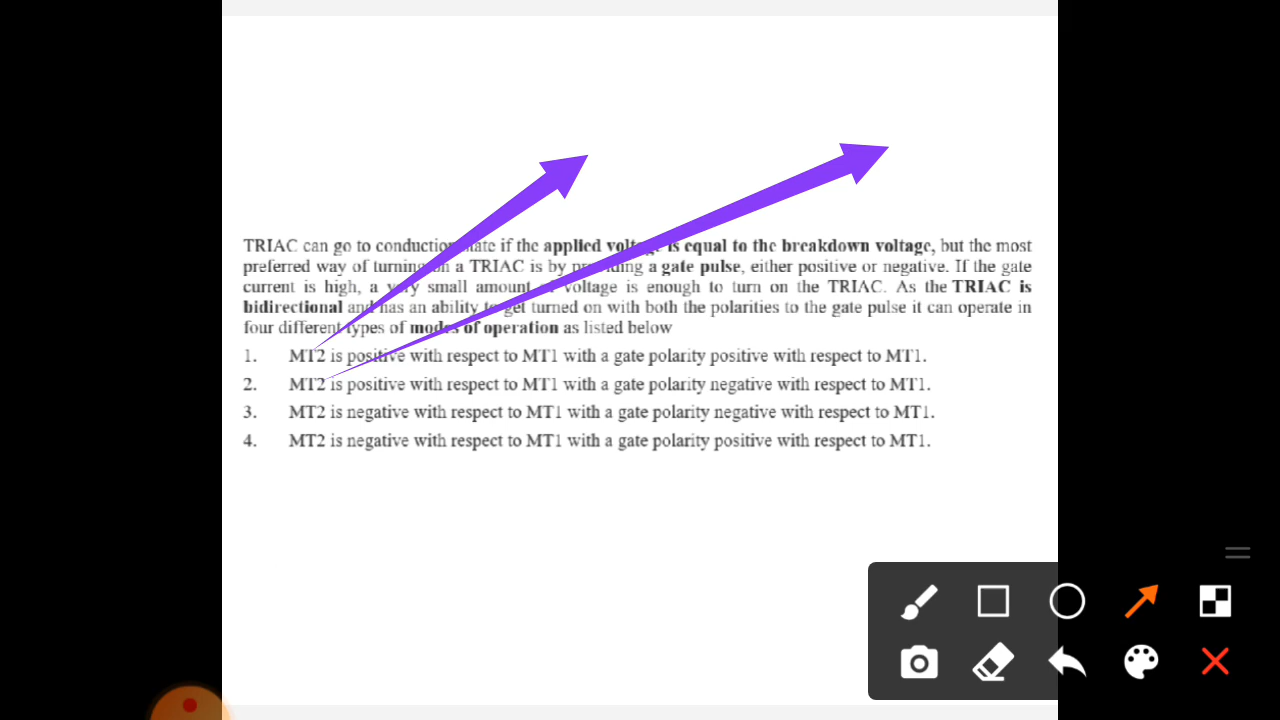 TRIAC can go to conduction state if the applied voltage is equal to the breakdown voltage, but the most
preferred way of turning on a TRIAC is by providing a gate pulse, either positive or negative. If the gate
current is high, a very small amount of voltage is enough to turn on the TRIAC. As the TRIAC is
bidirectional and has an ability to get turned on with both the polarities to the gate pulse it can operate in
four different types of modes of operation as listed below
1. MT2 is positive with respect to MT1 with a gate polarity positive with respect to MT1.
2. MT2 is positive with respect to MT1 with a gate polarity negative with respect to MT1.
3. MT2 is negative with respect to MT1 with a gate polarity negative with respect to MT1.
4. MT2 is negative with respect to MT1 with a gate polarity positive with respect to MT1.